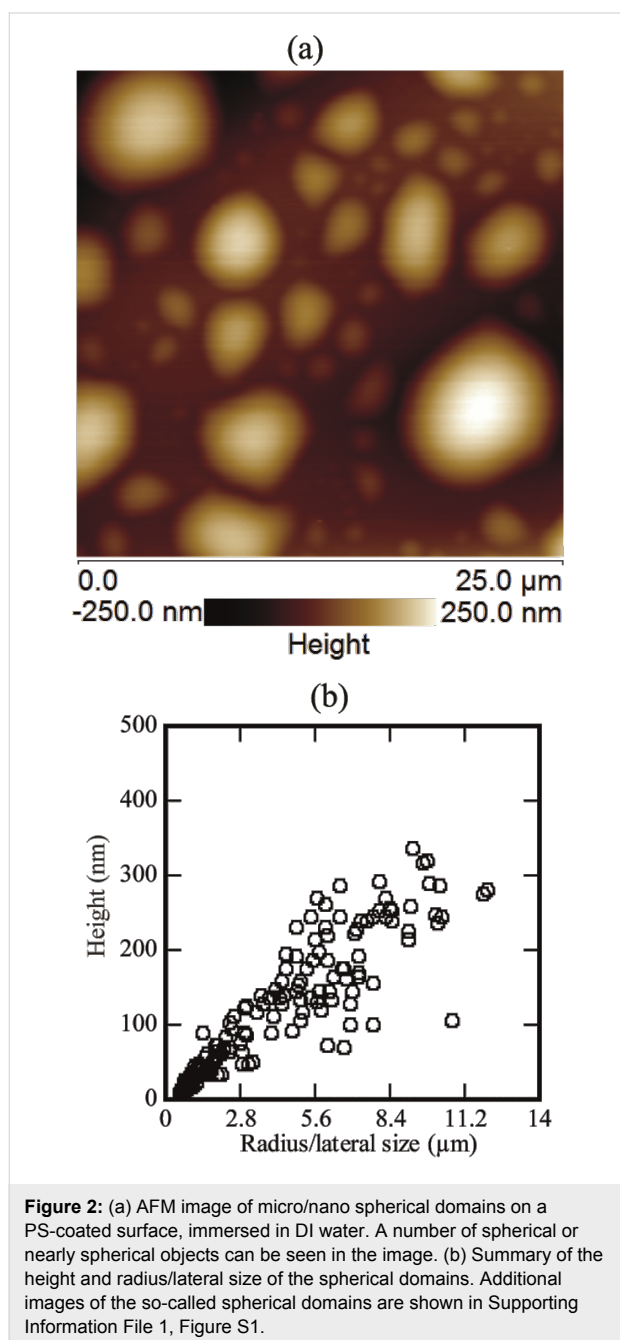 (a)
0.0 25.0 µm
-250.0 nm 250.0 nm
Height
(b)
500
400
300
200
100
0
Height (nm)
0 2.8 5.6 8.4 11.2 14
Radius/lateral size (µm)
Figure 2: (a) AFM image of micro/nano spherical domains on a
PS-coated surface, immersed in DI water. A number of spherical or
nearly spherical objects can be seen in the image. (b) Summary of the
height and radius/lateral size of the spherical domains. Additional
images of the so-called spherical domains are shown in Supporting
Information File 1, Figure S1.